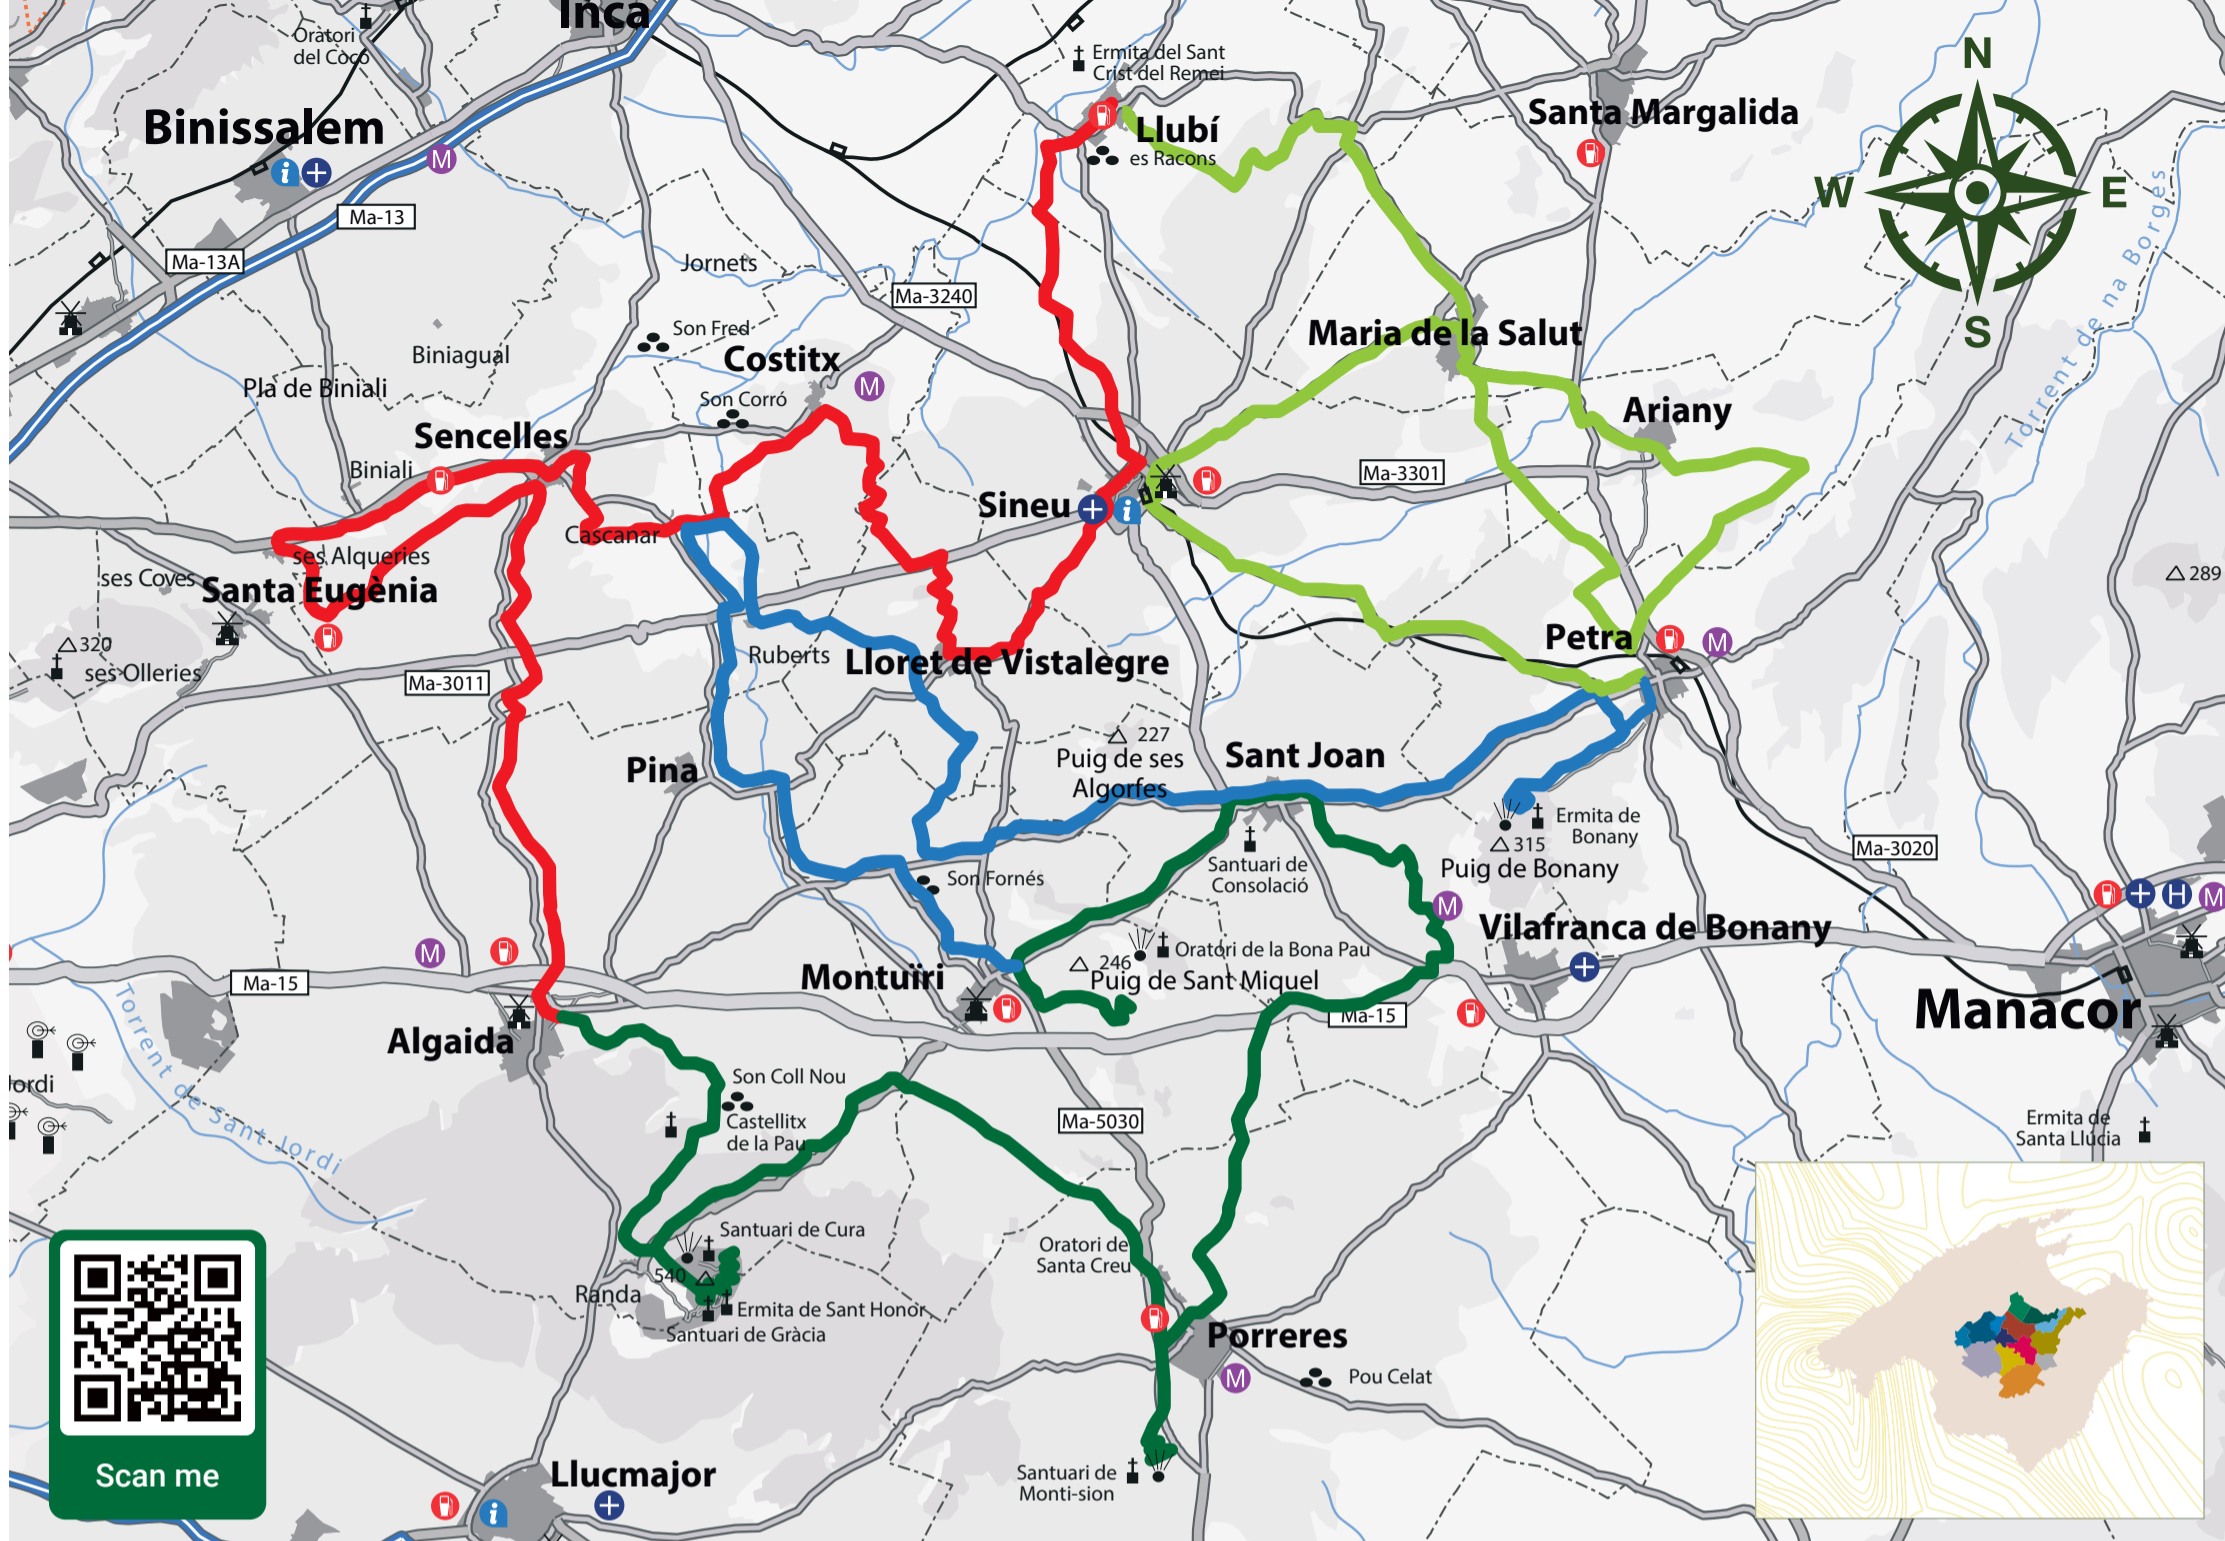 Inca
Oratori
del Cocó
Ermita del Sant
Crist del Remei
N
Binissalem
i
M
Llubí
es Racons
Santa Margalida
W
E
S
Ma-13
Ma-13A
Jornets
Ma-3240
Torrent de na Borges
Son Fred
Biniagual
Costitx
M
Maria de la Salut
Pla de Biniali
Son Corró
Ariany
Sencelles
Biniali
Ma-3301
Sineu
i
Cascanar
ses Alqueries
ses Coves
Santa Eugènia
289
320
ses Olleries
Petra
M
Ruberts
Lloret de Vistalegre
Ma-3011
227
Puig de ses
Algorfes
Sant Joan
Pina
Ermita de
Bonany
315
Puig de Bonany
Ma-3020
Santuari de
Consolació
Son Fornés
H
M
M
Vilafranca de Bonany
M
Oratori de la Bona Pau
246
Puig de Sant Miquel
Montuïri
Ma-15
Ma-15
Manacor
Algaida
Jordi
Torrent de Sant Jordi
Son Coll Nou
Castellitx
de la Pau
Ma-5030
Ermita de
Santa Llúcia
Santuari de Cura
540
Oratori de
Santa Creu
Randa
Ermita de Sant Honor
Santuari de Gràcia
Porreres
M
Pou Celat
Scan me
Llucmajor
i
Santuari de
Monti-sion